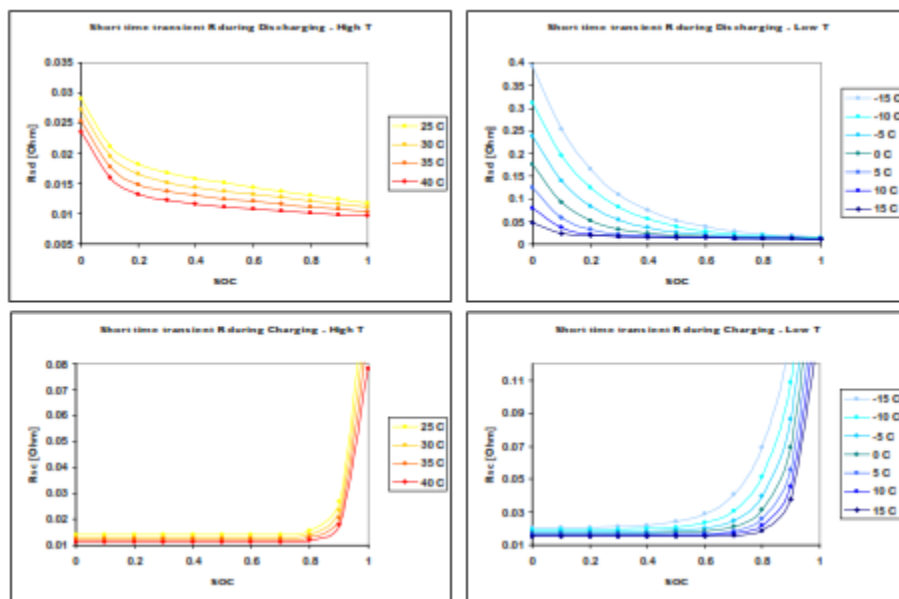 Short time transient R during Discharging - High T
Rsd [Ohm]
0.035
0.03
0.025
0.02
0.015
0.01
0.005
0
0.2
0.4
0.6
0.8
1
SOC
25 C
30 C
35 C
40 C
Short time transient R during Discharging - Low T
Rsd [Ohm]
0.4
0.35
0.3
0.25
0.2
0.15
0.1
0.05
0
0
0.2
0.4
0.6
0.8
1
SOC
-15 C
-10 C
-5 C
0 C
5 C
10 C
15 C
Short time transient R during Charging - High T
Rsc [Ohm]
0.08
0.07
0.06
0.05
0.04
0.03
0.02
0.01
0
0.2
0.4
0.6
0.8
1
SOC
25 C
30 C
35 C
40 C
Short time transient R during Charging - Low T
Rsc [Ohm]
0.11
0.09
0.07
0.05
0.03
0.01
0
0.2
0.4
0.6
0.8
1
SOC
-15 C
-10 C
-5 C
0 C
5 C
10 C
15 C